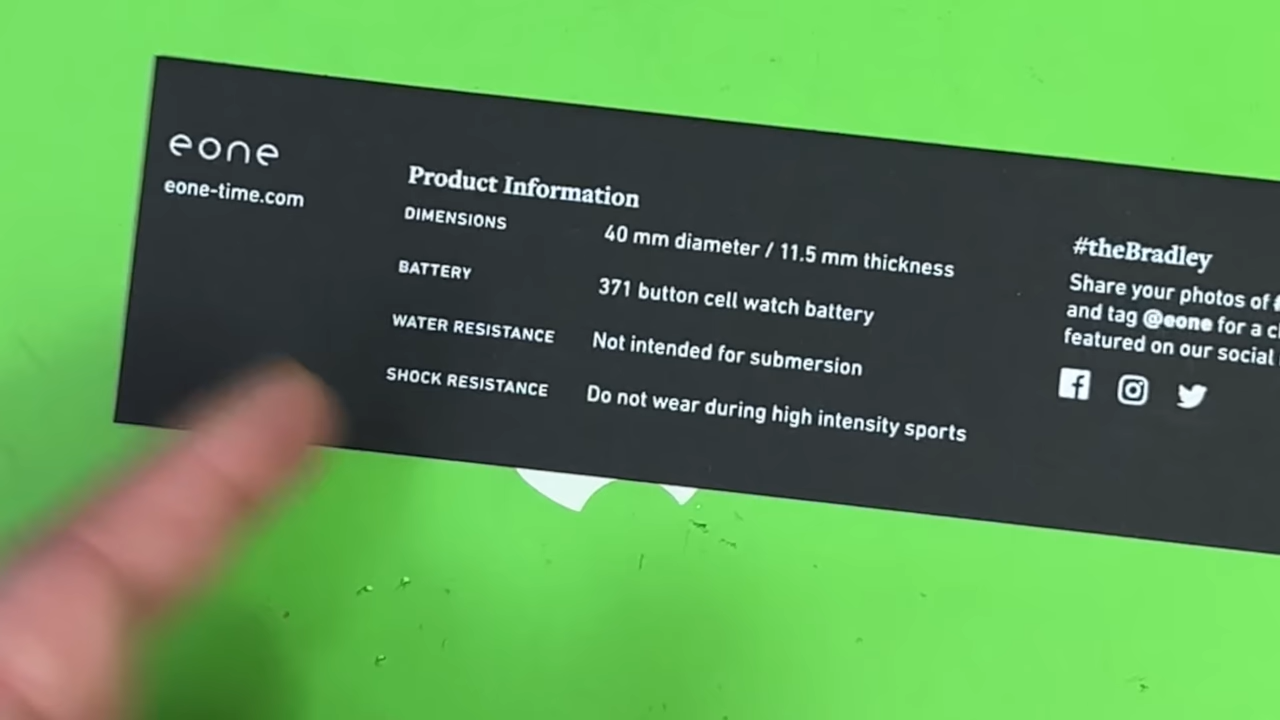 eone
eone-time.com
Product Information
DIMENSIONS
40 mm diameter / 11.5 mm thickness
BATTERY
371 button cell watch battery
WATER RESISTANCE
Not intended for submersion
SHOCK RESISTANCE
Do not wear during high intensity sports
#theBradley
Share your photos of
and tag @eone for a
featured on our social